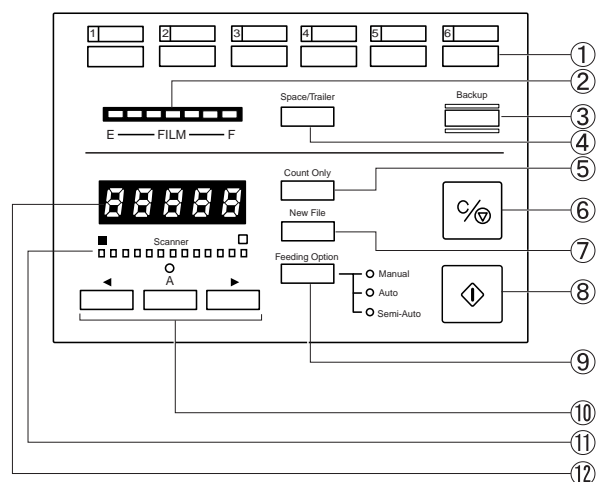 1 2 3 4 5 6
①
②
Space/Trailer
Backup
③
E FILM F
④
Count Only
⑤
88888
New File
C/
⑥
Scanner
⑦
Feeding Option
A
Manual
Auto
⑧
Semi-Auto
⑨
⑩
⑪
⑫